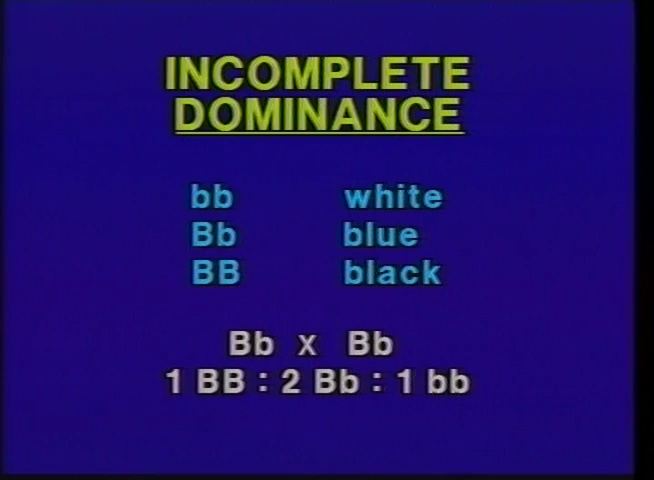 INCOMPLETE
DOMINANCE
bb white
Bb blue
BB black
Bb x Bb
1 BB : 2 Bb : 1 bb